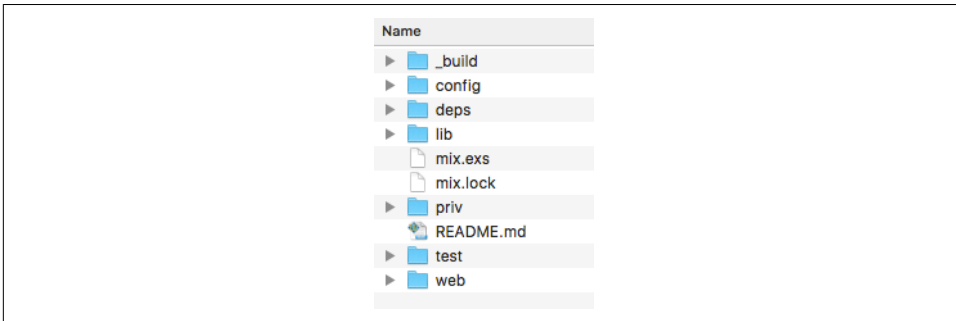 Name
_build
config
deps
lib
mix.exs
mix.lock
priv
README.md
test
web